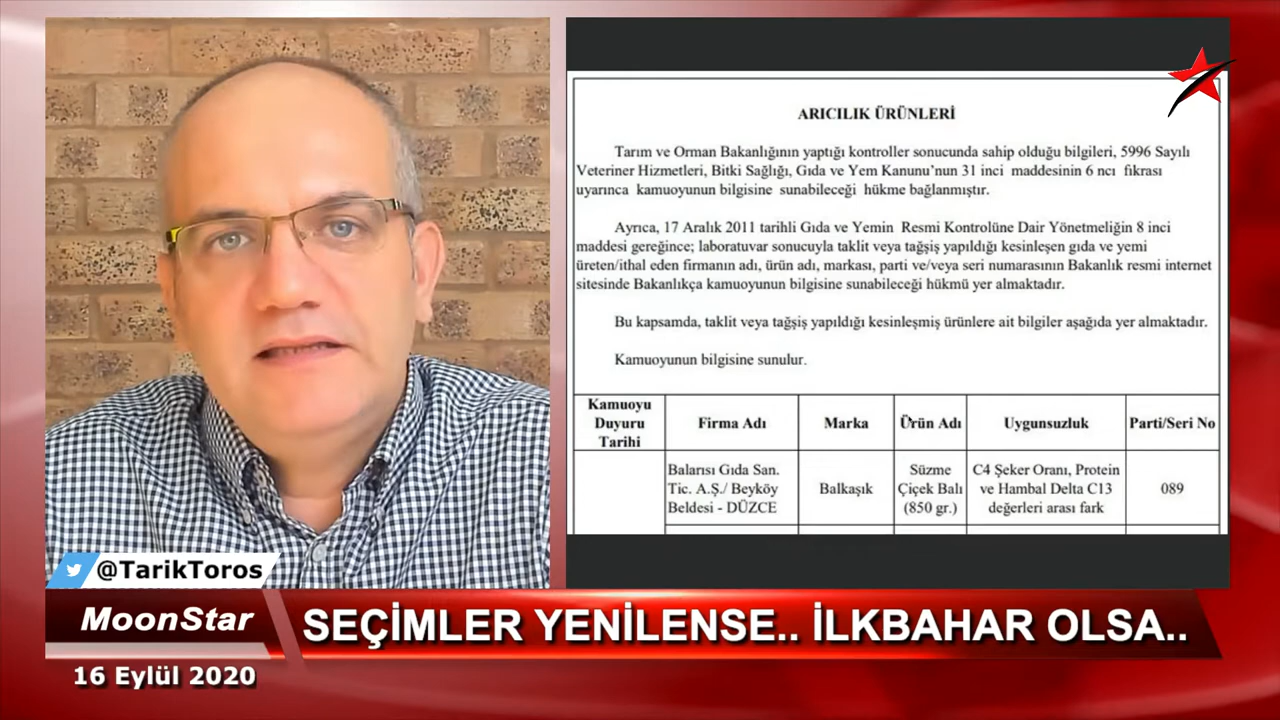 ARICILIK ÜRÜNLERİ
Tarım ve Orman Bakanlığının yaptığı kontroller sonucunda sahip olduğu bilgileri, 5996 Sayılı
Veteriner Hizmetleri, Bitki Sağlığı, Gıda ve Yem Kanunu’nun 31 inci maddesinin 6 ncı fıkrası
uyarınca kamuoyunun bilgisine sunabileceği hükme bağlanmıştır.
Ayrıca, 17 Aralık 2011 tarihli Gıda ve Yemin Resmi Kontrolüne Dair Yönetmeliğin 8 inci
maddesi gereğince; laboratuvar sonucuyla taklit veya tağşiş yapıldığı kesinleşen gıda ve yemi
üreten/ithal eden firmanın adı, ürün adı, markası, parti ve/veya seri numarasının Bakanlık resmi internet
sitesinde Bakanlıkça kamuoyunun bilgisine sunabileceği hükmü yer almaktadır.
Bu kapsamda, taklit veya tağşiş yapıldığı kesinleşmiş ürünlere ait bilgiler aşağıda yer almaktadır.
Kamuoyunun bilgisine sunulur.
Kamuoyu
Duyuru
Tarihi
Firma Adı
Marka
Ürün Adı
Uygunsuzluk
Parti/Seri No
Balarısı Gıda San.
Tic. A.Ş./ Beyköy
Beldesi - DÜZCE
Balkaşık
Süzme
Çiçek Balı
(850 gr.)
C4 Şeker Oranı, Protein
ve Hambal Delta C13
değerleri arası fark
089
@TarikToros
MoonStar
SEÇİMLER YENİLENSE.. İLKBAHAR OLSA..
16 Eylül 2020